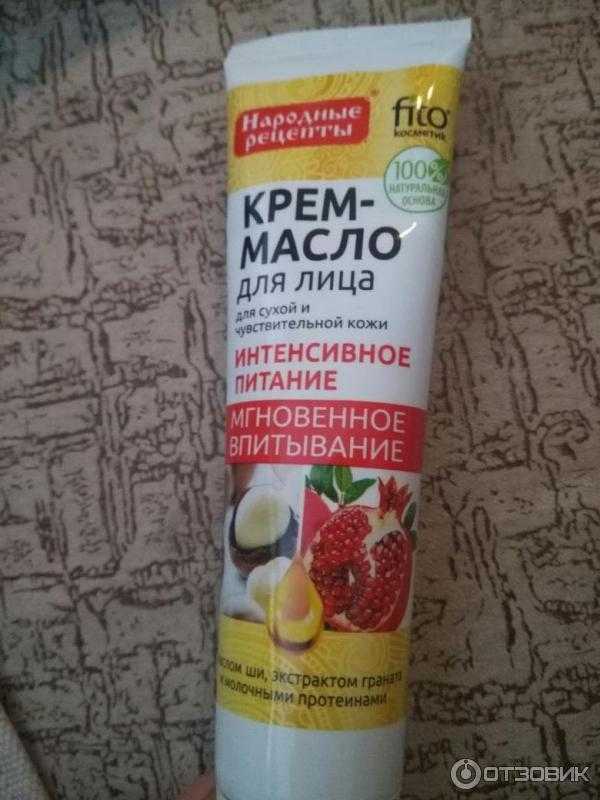 Народные
рецепты
fito
косметик
100%
НАТУРАЛЬНАЯ
ОСНОВА
КРЕМ-
МАСЛО
для лица
для сухой и
чувствительной кожи
ИНТЕНСИВНОЕ
ПИТАНИЕ
МГНОВЕННОЕ
ВПИТЫВАНИЕ
ши, экстрактом граната
и молочными протеинами
ОТЗОВИК